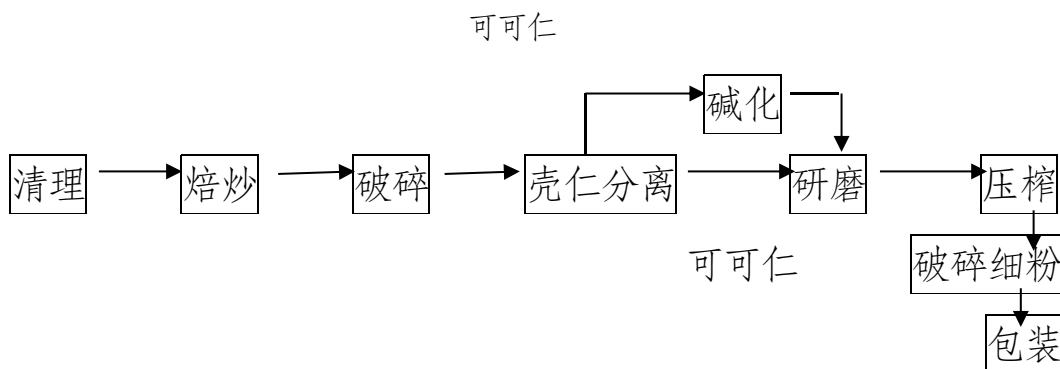 可可仁
碱化
清理 焙炒 破碎 壳仁分离 研磨 压榨
可可仁
破碎细粉
包装